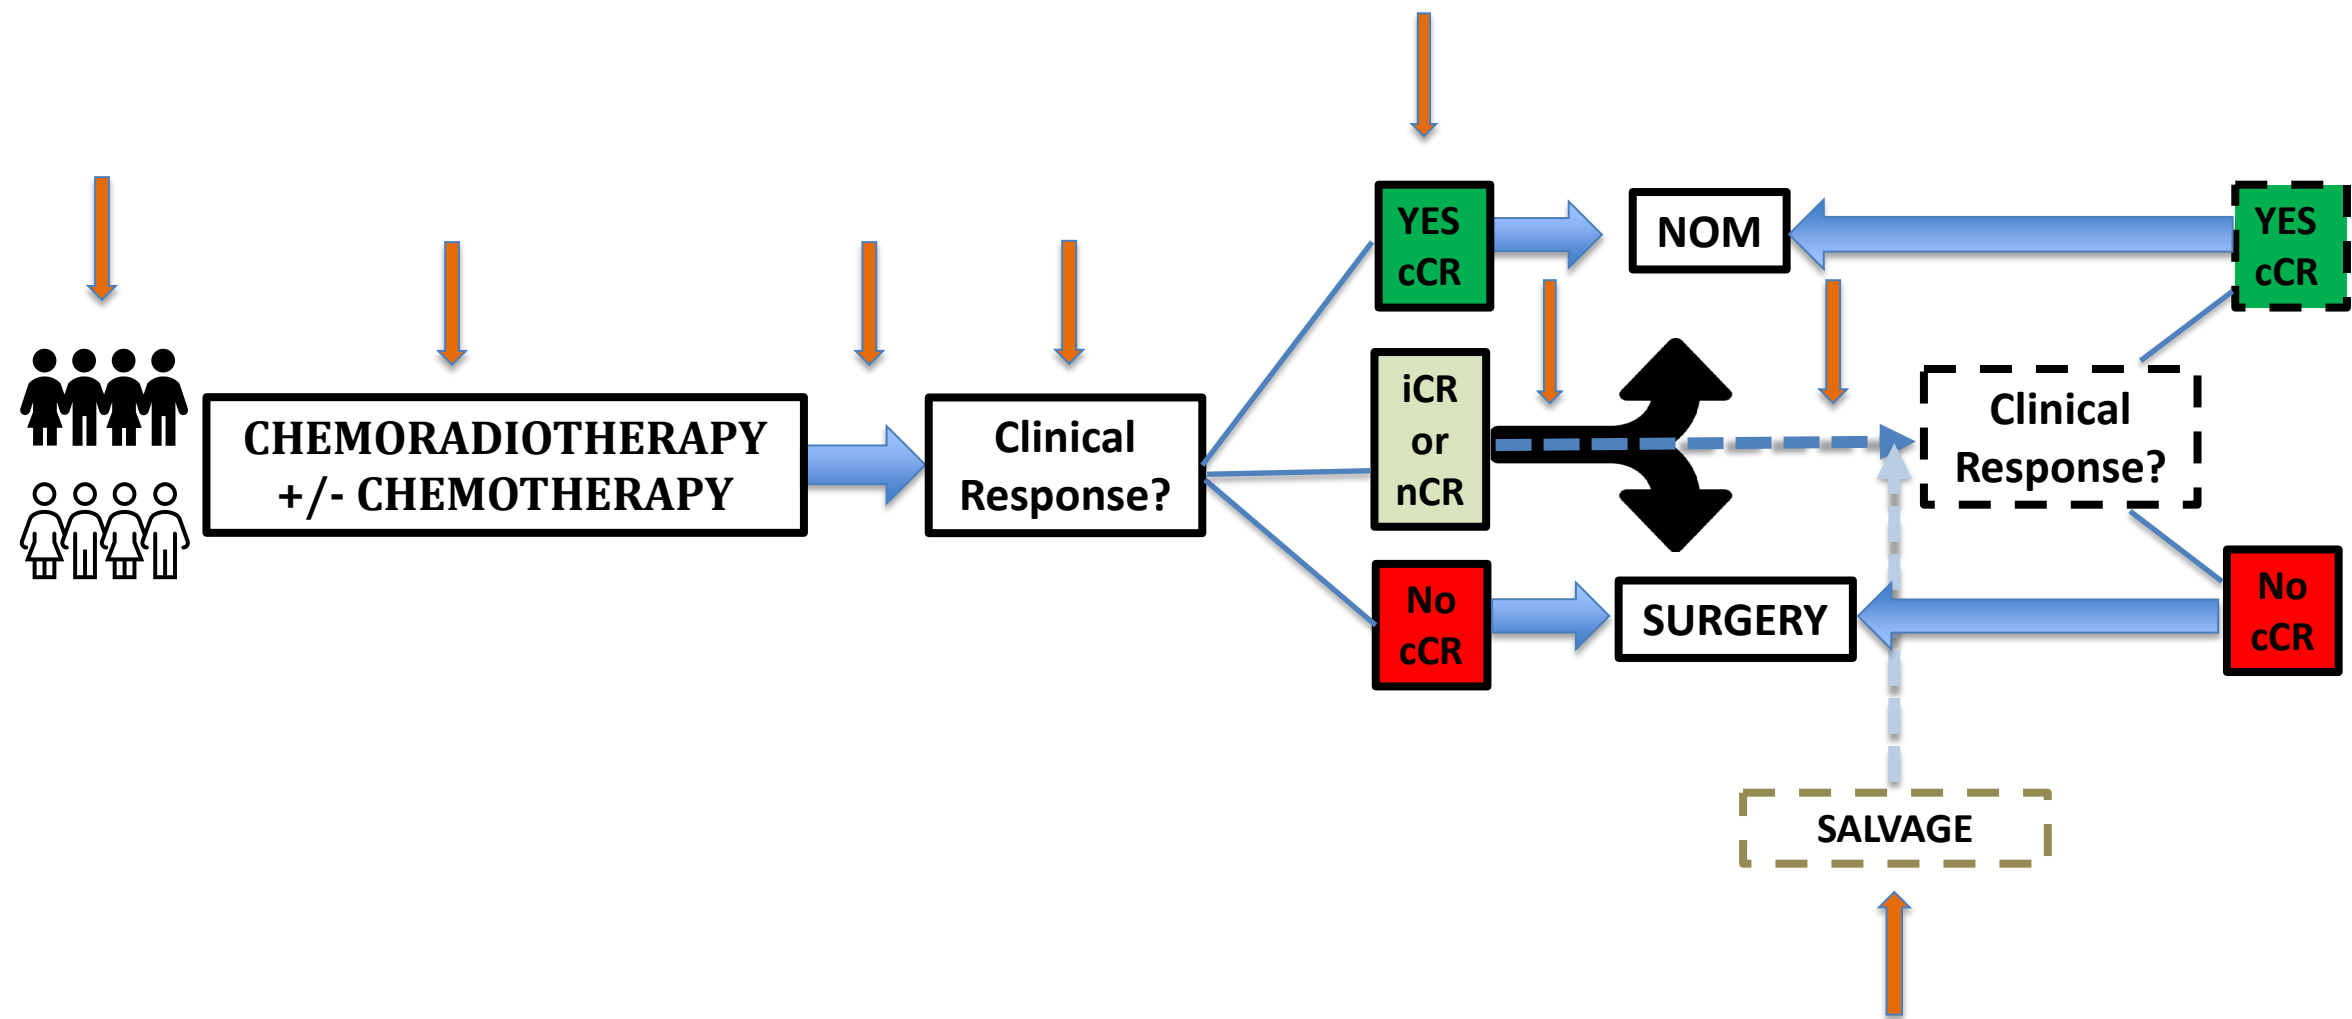 CHEMORADIOTHERAPY
+/- CHEMOTHERAPY
Clinical
Response?
YES
cCR
iCR
or
nCR
No
cCR
NOM
SURGERY
Clinical
Response?
YES
cCR
No
cCR
SALVAGE